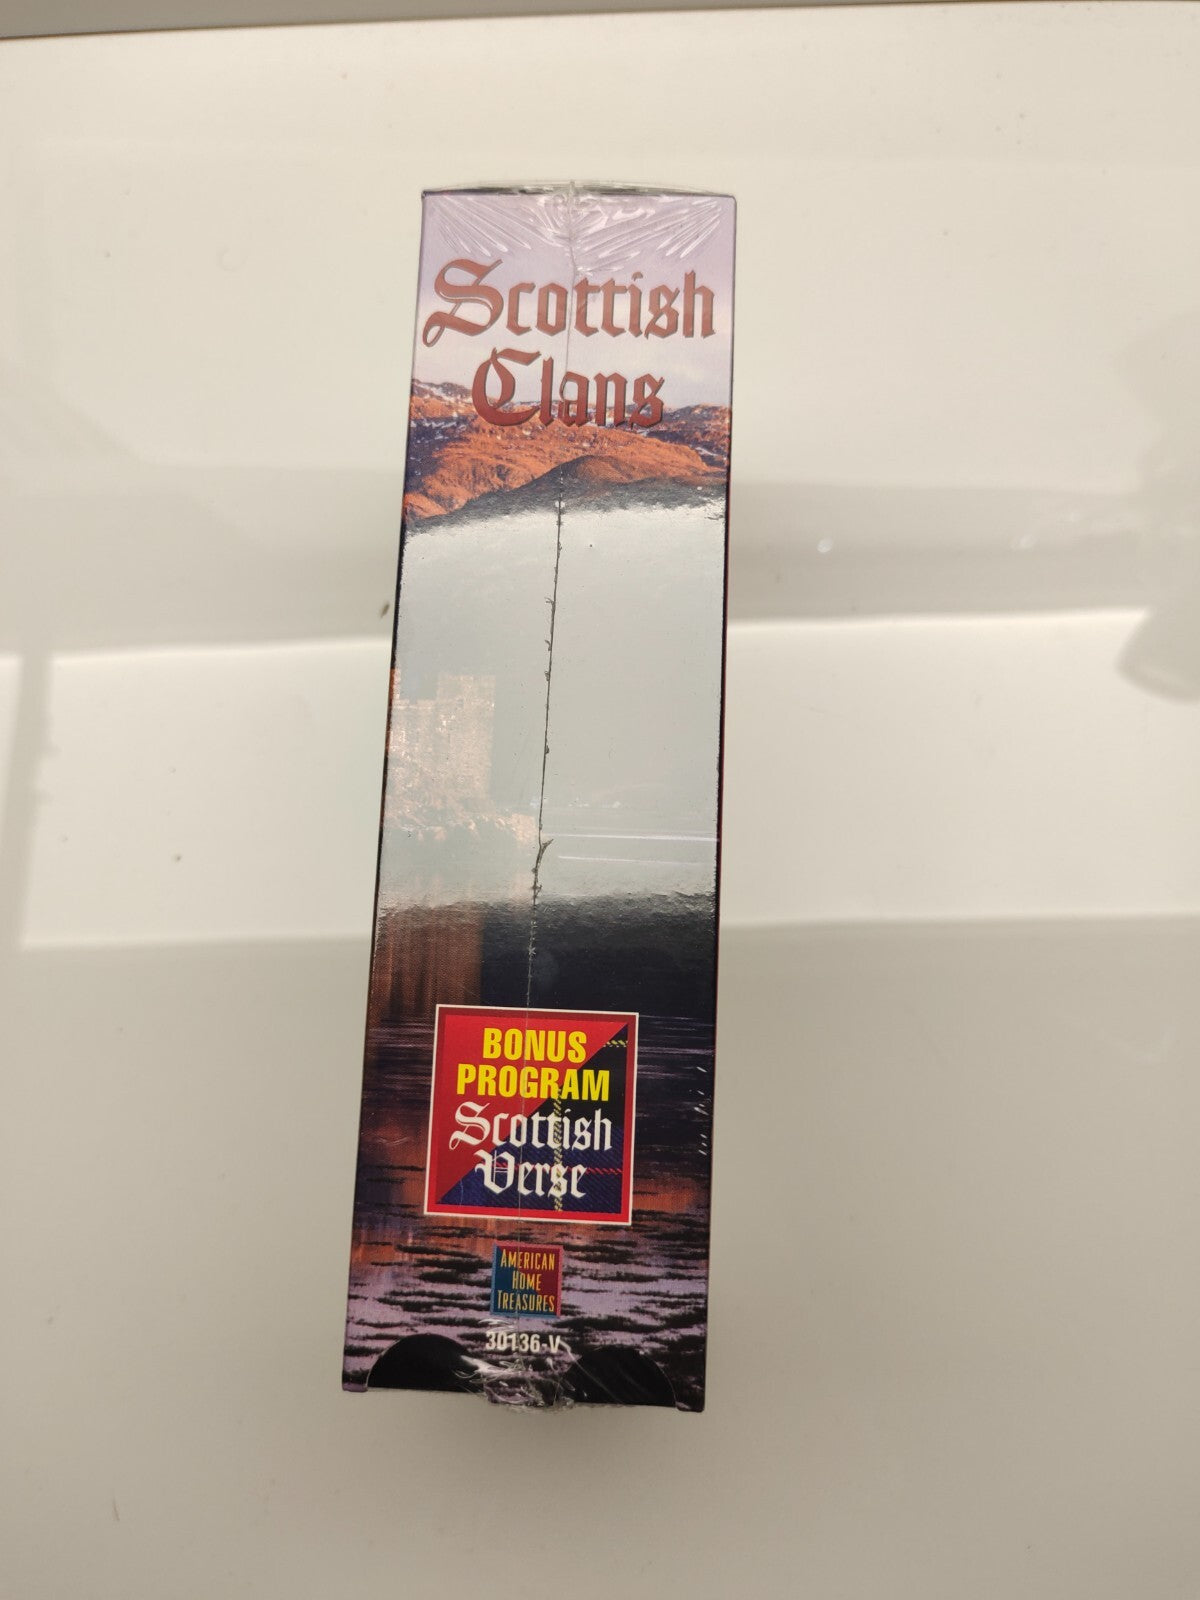 Scottish
Clans
BONUS
PROGRAM
Scottish
Verse
AMERICAN
HOME
TREASURES
30136-V